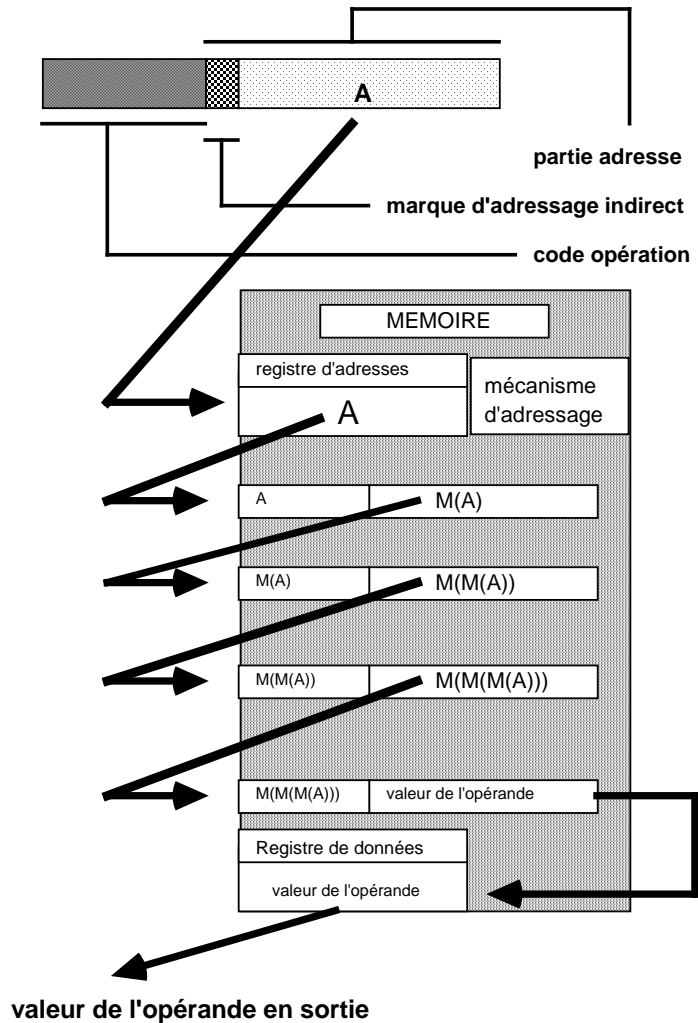 A
partie adresse
marque d'adressage indirect
code opération
MEMOIRE
registre d'adresses
A
mécanisme
d'adressage
A M(A)
M(A) M(M(A))
M(M(A)) M(M(M(A)))
M(M(M(A))) valeur de l'opérande
Registre de données
valeur de l'opérande
valeur de l'opérande en sortie